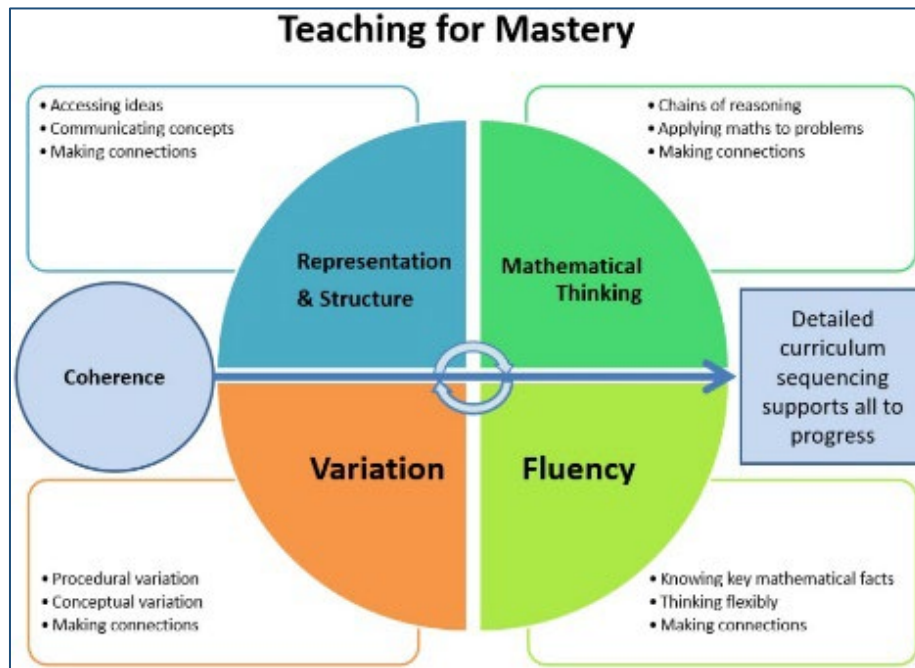 Teaching for Mastery
• Accessing ideas
• Communicating concepts
• Making connections
• Chains of reasoning
• Applying maths to problems
• Making connections
Representation
& Structure
Mathematical
Thinking
Coherence
Detailed
curriculum
sequencing
supports all to
progress
Variation
Fluency
• Procedural variation
• Conceptual variation
• Making connections
• Knowing key mathematical facts
• Thinking flexibly
• Making connections